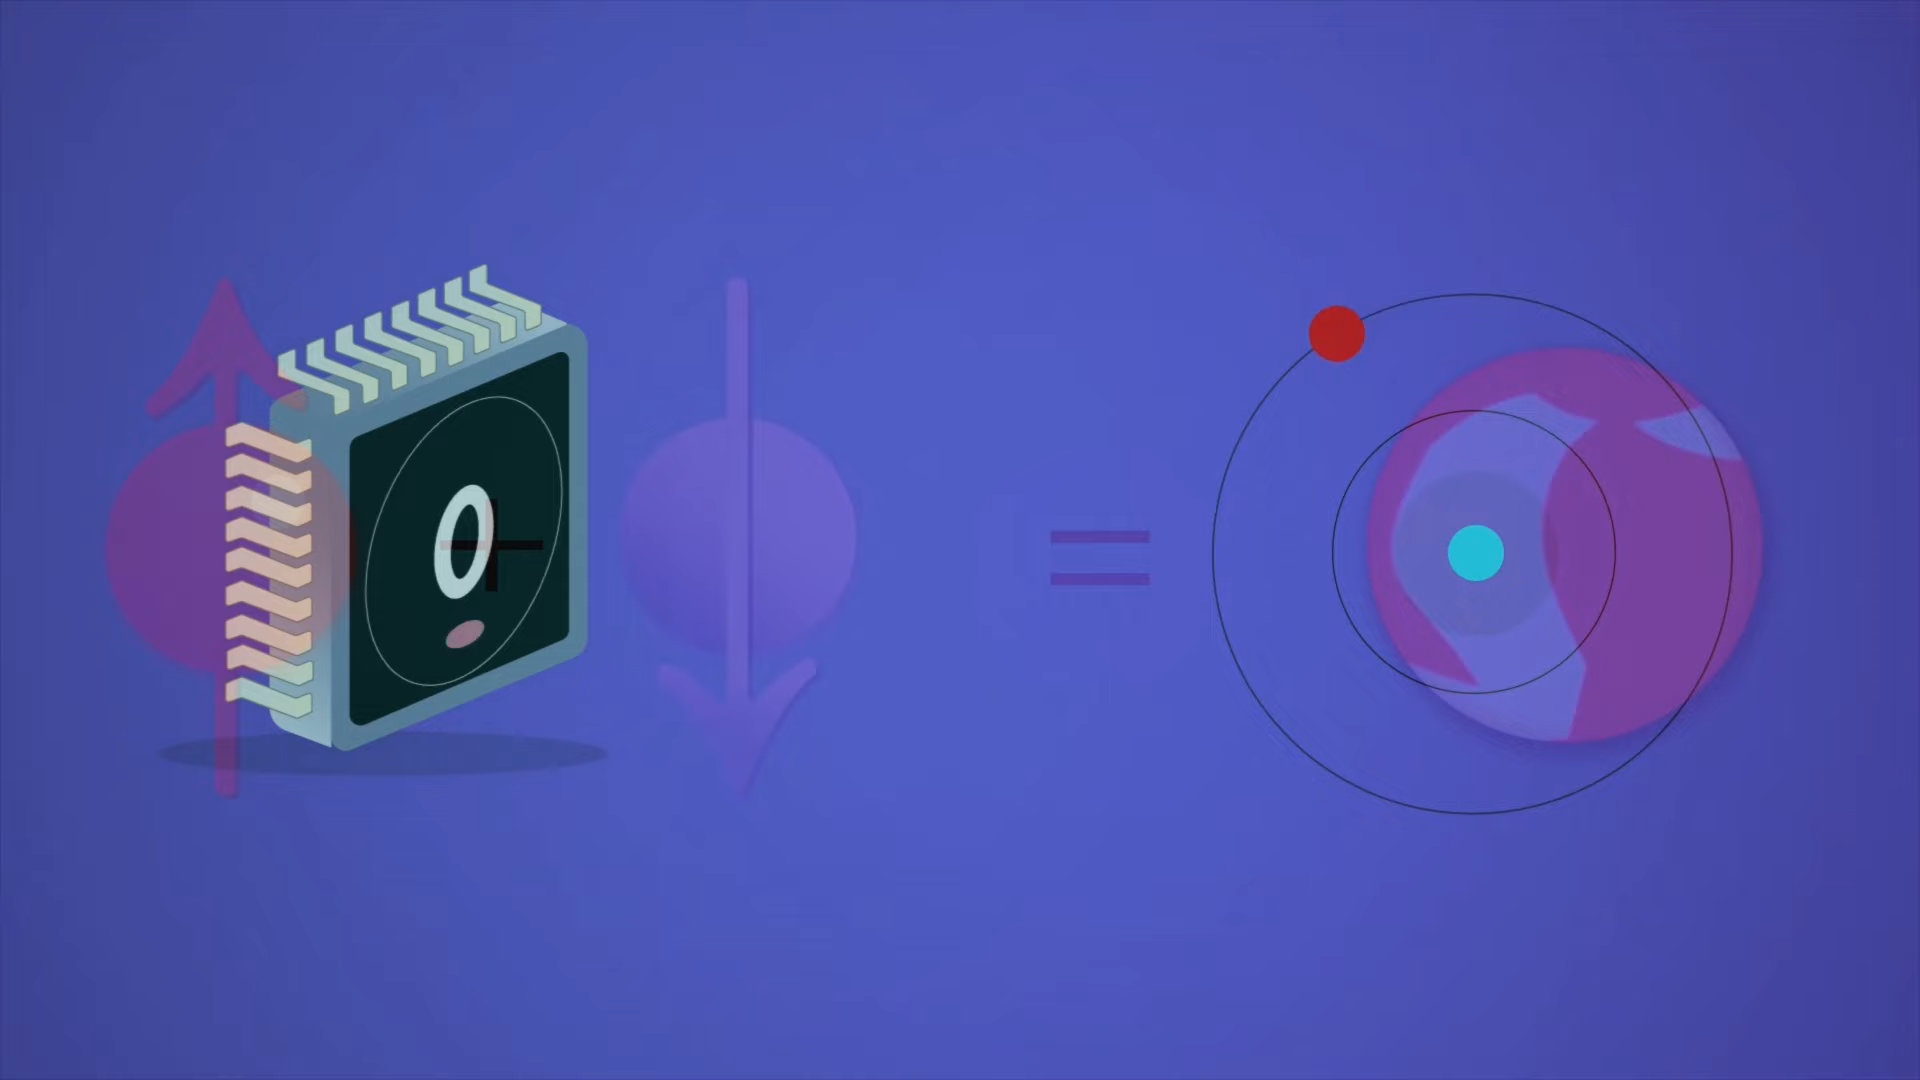 0
+ =